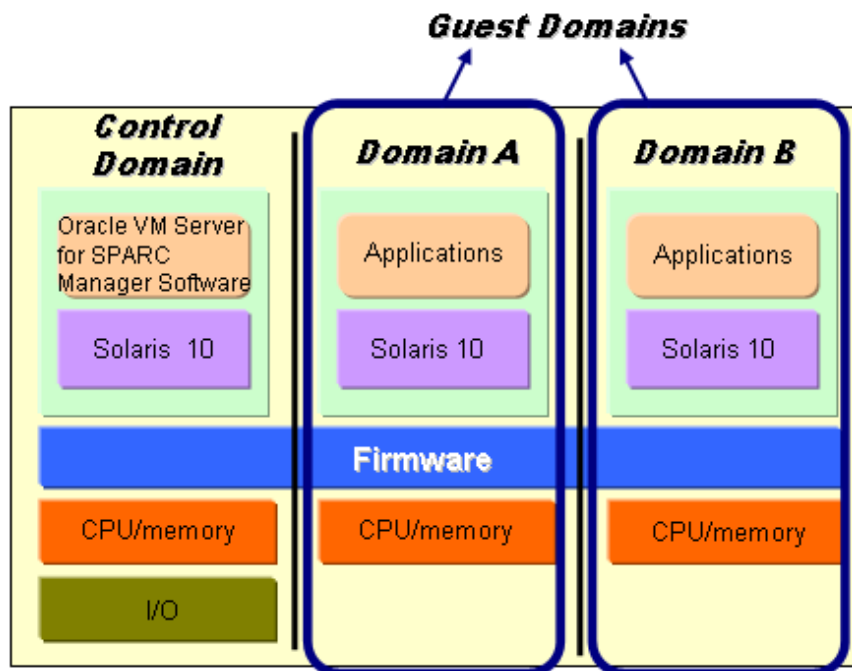 Guest Domains
Control
Domain
Domain A
Domain B
Oracle VM Server
for SPARC
Manager Software
Applications
Applications
Solaris 10
Solaris 10
Solaris 10
Firmware
CPU/memory
CPU/memory
CPU/memory
I/O